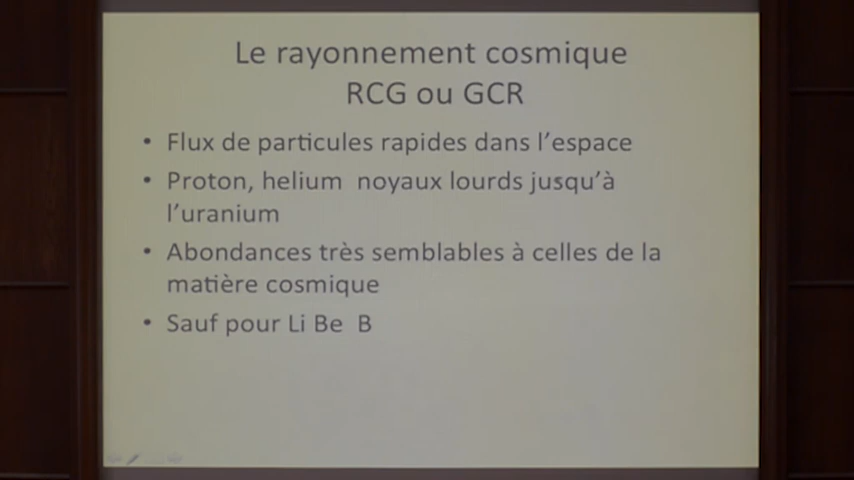 Le rayonnement cosmique
RCG ou GCR
• Flux de particules rapides dans l’espace
• Proton, helium  noyaux lourds jusqu’à
l’uranium
• Abondances très semblables à celles de la
matière cosmique
• Sauf pour Li Be  B